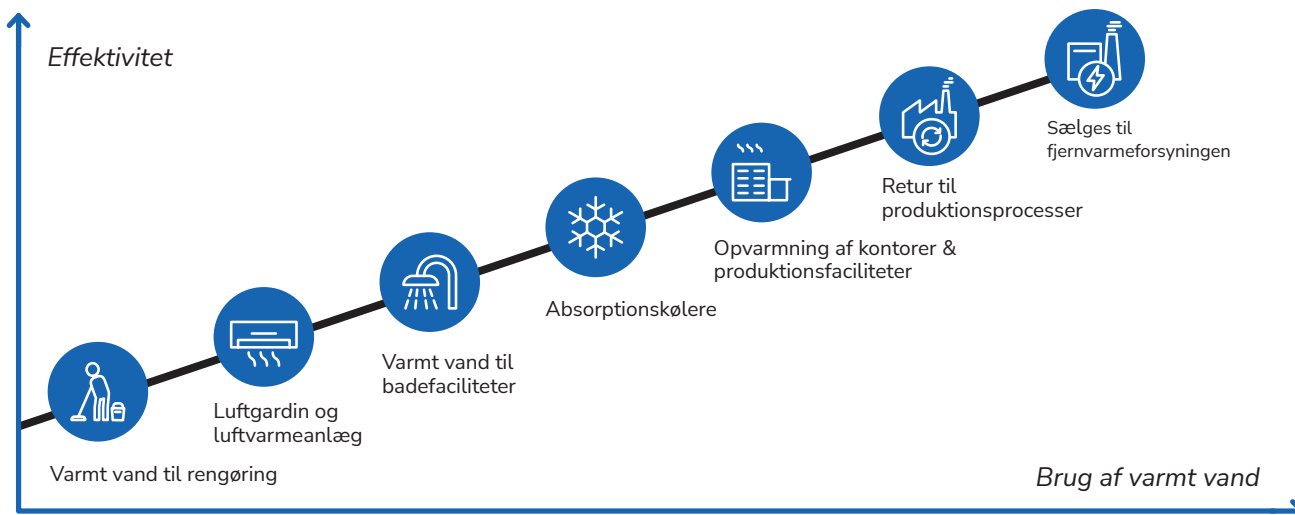 Effektivitet
Sælges til
fjernvarmeforsyningen
Retur til
produktionsprocesser
Opvarmning af kontorer &
produktionsfaciliteter
Absorptionskølere
Varmt vand til
badefaciliteter
Luftgardin og
luftvarmeanlæg
Varmt vand til rengøring
Brug af varmt vand